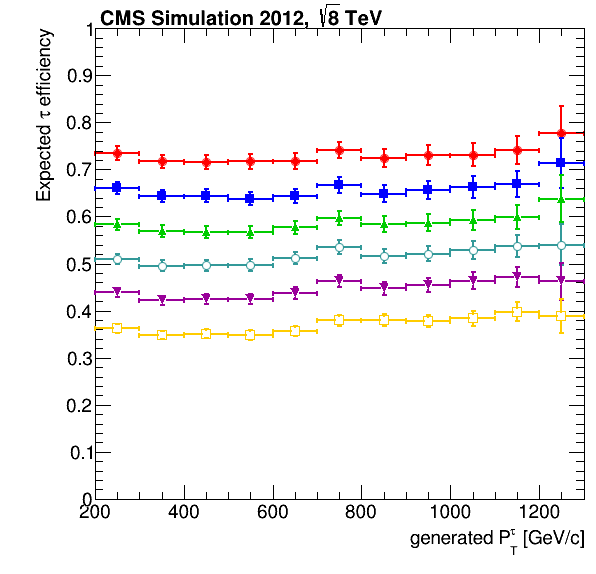 CMS Simulation 2012, √8 TeV
Expected τ efficiency
1
0.9
0.8
0.7
0.6
0.5
0.4
0.3
0.2
0.1
0
200 400 600 800 1000 1200
generated P_T^τ [GeV/c]